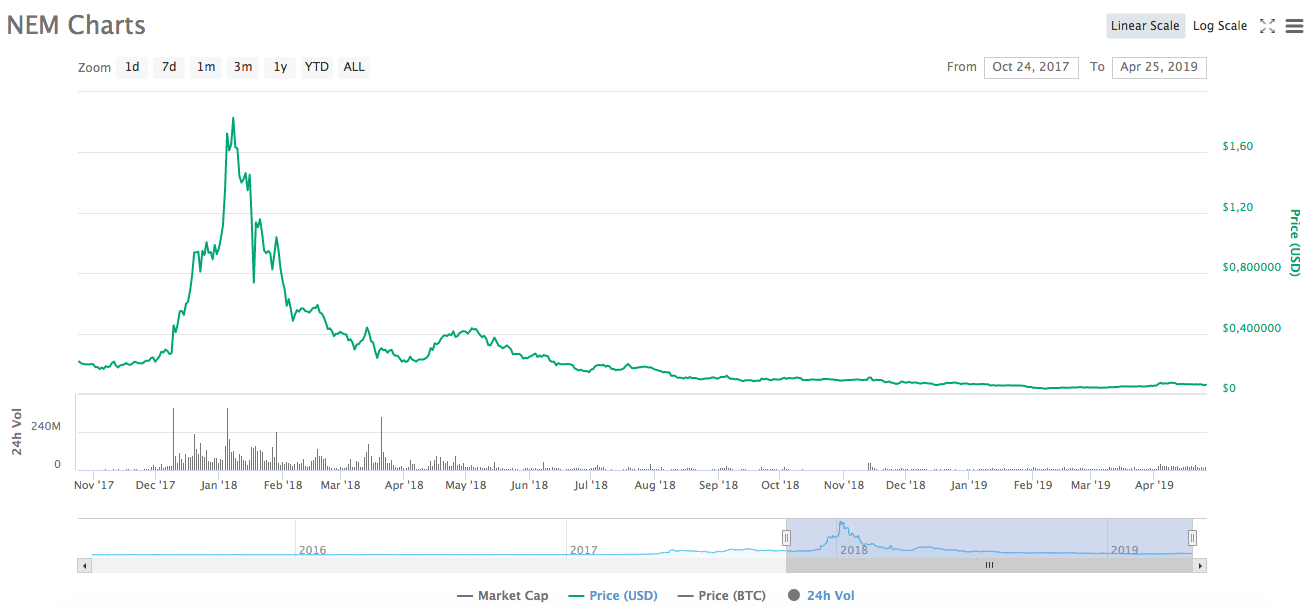 NEM Charts
Linear Scale Log Scale
Zoom 1d 7d 1m 3m 1y YTD ALL From Oct 24, 2017 To Apr 25, 2019
$1,60
$1,20
$0,800000
$0,400000
$0
Price (USD)
24h Vol
240M
0
Nov '17 Dec '17 Jan '18 Feb '18 Mar '18 Apr '18 May '18 Jun '18 Jul '18 Aug '18 Sep '18 Oct '18 Nov '18 Dec '18 Jan '19 Feb '19 Mar '19 Apr '19
2016 2017 2018 2019
Market Cap Price (USD) Price (BTC) 24h Vol